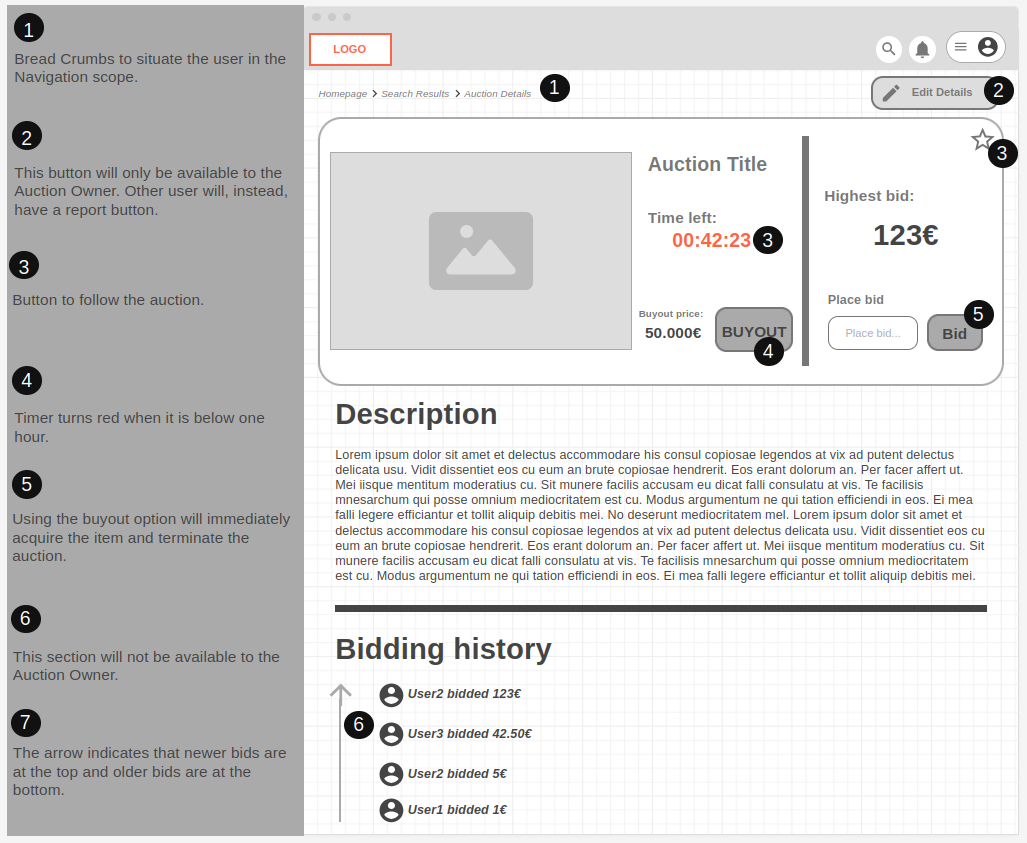 1
Bread Crumbs to situate the user in the
Navigation scope.
2
This button will only be available to the
Auction Owner. Other user will, instead,
have a report button.
3
Button to follow the auction.
4
Timer turns red when it is below one
hour.
5
Using the buyout option will immediately
acquire the item and terminate the
auction.
6
This section will not be available to the
Auction Owner.
7
The arrow indicates that newer bids are
at the top and older bids are at the
bottom.
LOGO
Homepage > Search Results > Auction Details
1
Edit Details
2
3
Auction Title
Time left:
00:42:23
3
Buyout price:
50.000€
BUYOUT
4
Highest bid:
123€
Place bid
Place bid...
Bid
5
Description
Lorem ipsum dolor sit amet et delectus accommodare his consul copiosae legendos at vix ad putent delectus
delicata usu. Vidit dissentiet eos cu eum an brute copiosae hendrerit. Eos erant dolorum an. Per facer affert ut.
Mei iisque mentitum moderatius cu. Sit munere facilis accusam eu dicat falli consulatu at vis. Te facilisis
mnesarchum qui posse omnium mediocritatem est cu. Modus argumentum ne qui tation efficiendi in eos. Ei mea
falli legere efficiantur et tollit aliquip debitis mei. No deserunt mediocritatem mel. Lorem ipsum dolor sit amet et
delectus accommodare his consul copiosae legendos at vix ad putent delectus delicata usu. Vidit dissentiet eos cu
eum an brute copiosae hendrerit. Eos erant dolorum an. Per facer affert ut. Mei iisque mentitum moderatius cu. Sit
munere facilis accusam eu dicat falli consulatu at vis. Te facilisis mnesarchum qui posse omnium mediocritatem
est cu. Modus argumentum ne qui tation efficiendi in eos. Ei mea falli legere efficiantur et tollit aliquip debitis mei.
Bidding history
User2 bidded 123€
6
User3 bidded 42.50€
User2 bidded 5€
User1 bidded 1€